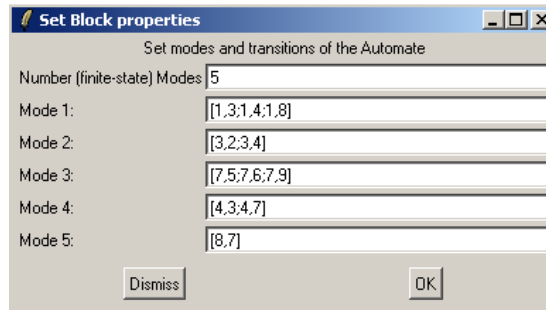 Set Block properties
Set modes and transitions of the Automate
Number (finite-state) Modes 5
Mode 1: [1,3;1,4;1,8]
Mode 2: [3,2;3,4]
Mode 3: [7,5;7,6;7,9]
Mode 4: [4,3;4,7]
Mode 5: [8,7]
Dismiss OK